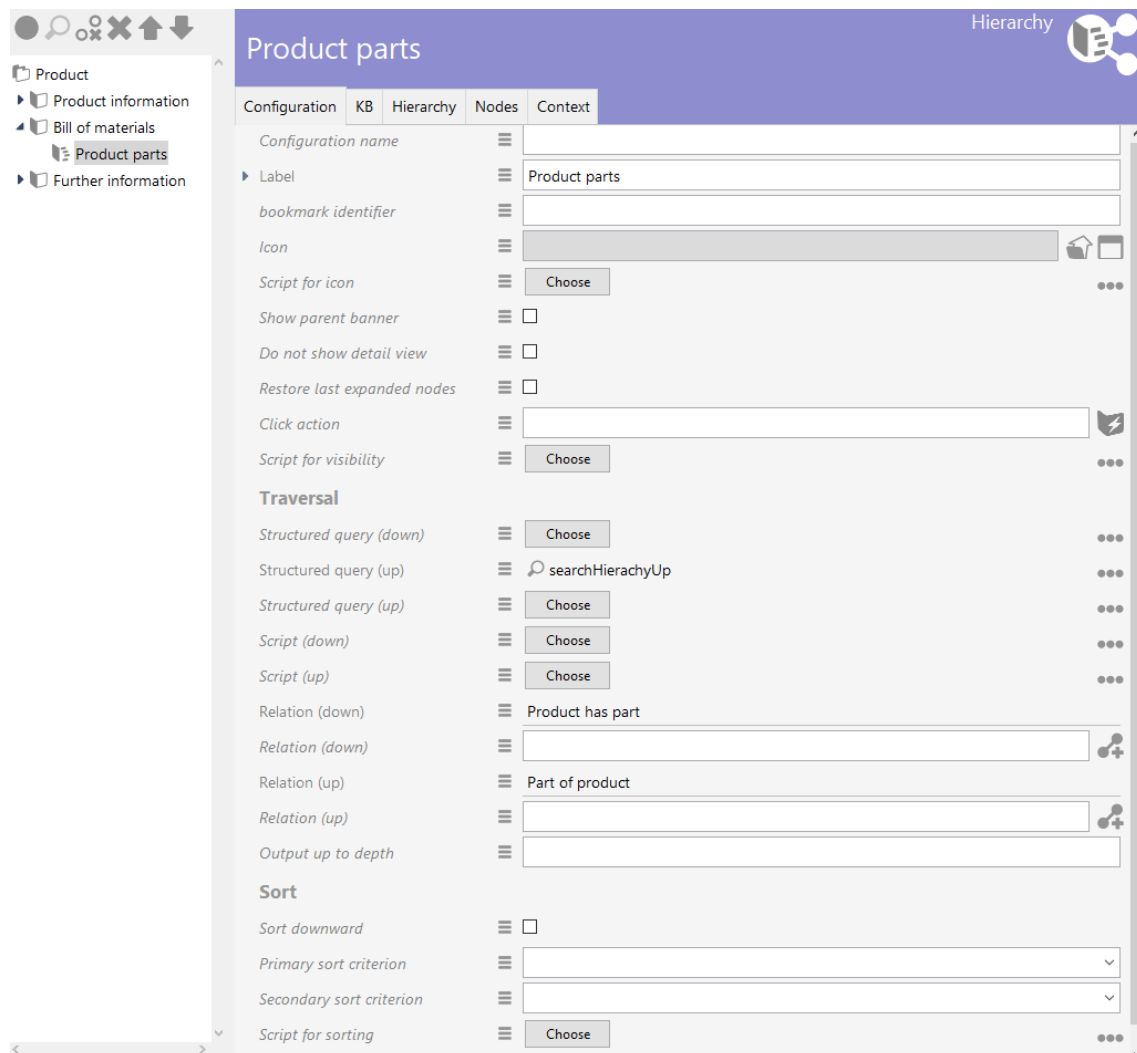 Hierarchy
Product parts
Product
Product information
Bill of materials
Product parts
Further information
Configuration KB Hierarchy Nodes Context
Configuration name
Label Product parts
bookmark identifier
Icon
Script for icon Choose
Show parent banner
Do not show detail view
Restore last expanded nodes
Click action
Script for visibility Choose
Traversal
Structured query (down) Choose
Structured query (up) searchHierachyUp
Structured query (up) Choose
Script (down) Choose
Script (up) Choose
Relation (down) Product has part
Relation (down)
Relation (up) Part of product
Relation (up)
Output up to depth
Sort
Sort downward
Primary sort criterion
Secondary sort criterion
Script for sorting Choose